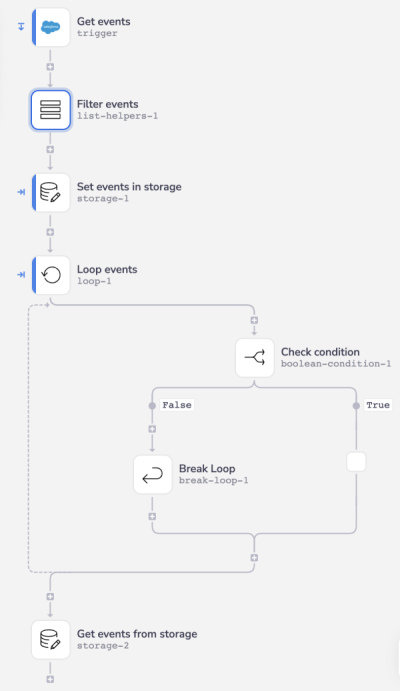 Get events
trigger
Filter events
list-helpers-1
Set events in storage
storage-1
Loop events
loop-1
Check condition
boolean-condition-1
False
True
Break Loop
break-loop-1
Get events from storage
storage-2